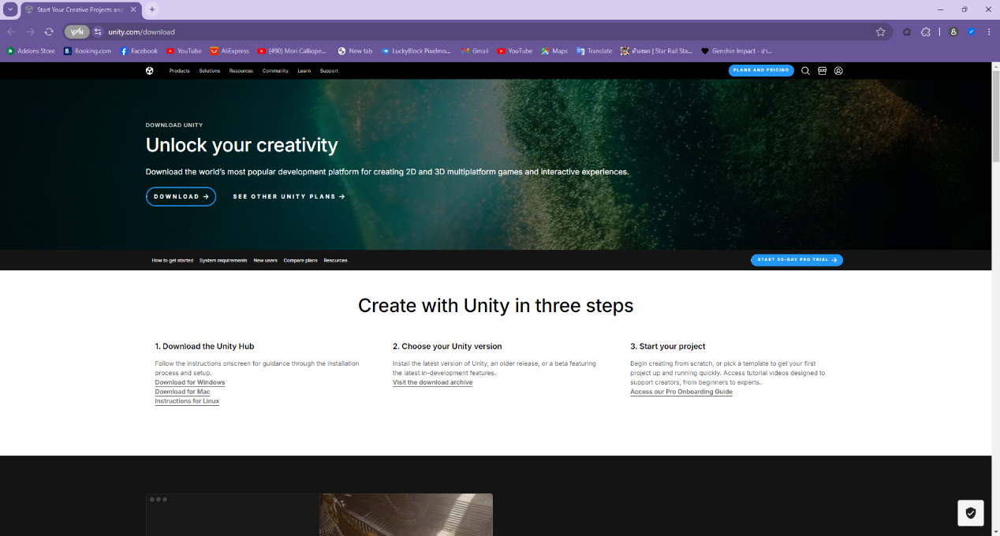 Start Your Creative Projects and
unity.com/download
Addons Store
Booking.com
Facebook
YouTube
AliExpress
(490) Mori Calliope...
New tab
LuckyBlock Pixelmo...
Gmail
YouTube
Maps
Translate
ตัวละคร | Star Rail Sta...
Products
Solutions
Resources
Community
Learn
Support
PLANS AND PRICING
DOWNLOAD UNITY
Unlock your creativity
Download the world's most popular development platform for creating 2D and 3D multiplatform games and interactive experiences.
DOWNLOAD →
SEE OTHER UNITY PLANS →
How to get started
System requirements
New users
Compare plans
Resources
START 30-DAY PRO TRIAL →
Create with Unity in three steps
1. Download the Unity Hub
Follow the instructions onscreen for guidance through the installation
process and setup.
Download for Windows
Download for Mac
Instructions for Linux
2. Choose your Unity version
Install the latest version of Unity, an older release, or a beta featuring
the latest in-development features.
Visit the download archive
3. Start your project
Begin creating from scratch, or pick a template to get your first
project up and running quickly. Access tutorial videos designed to
support creators, from beginners to experts.
Access our Pro Onboarding Guide